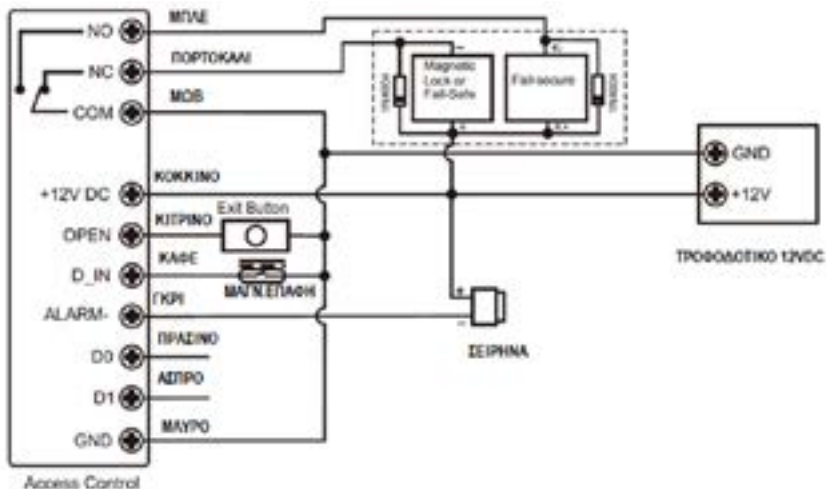 NO
ΜΠΛΕ
NC
ΠΟΡΤΟΚΑΛΙ
COM
ΜΩΒ
Magnetic
Lock or
Fail-Safe
Fail-secure
+12V DC
ΚΟΚΚΙΝΟ
OPEN
ΚΙΤΡΙΝΟ
Exit Button
D_IN
ΚΑΦΕ
ΜΑΓΝ.ΕΠΑΦΗ
ALARM-
ΓΚΡΙ
D0
ΠΡΑΣΙΝΟ
D1
ΑΣΠΡΟ
GND
ΜΑΥΡΟ
Access Control
GND
+12V
ΤΡΟΦΟΔΟΤΙΚΟ 12VDC
+
-
ΣΕΙΡΗΝΑ